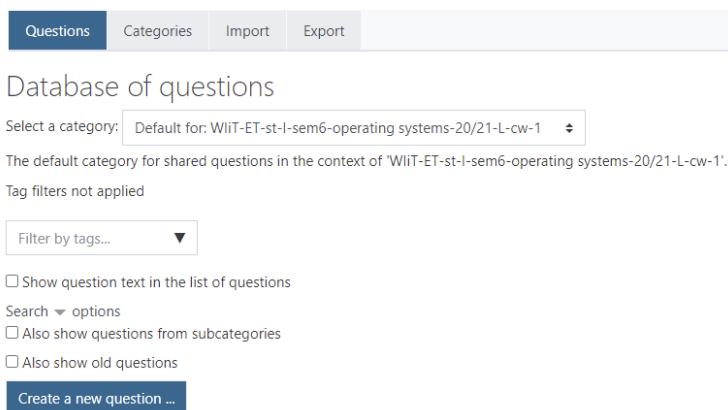 Questions Categories Import Export
Database of questions
Select a category: Default for: WIiT-ET-st-I-sem6-operating systems-20/21-L-cw-1
The default category for shared questions in the context of 'WIiT-ET-st-I-sem6-operating systems-20/21-L-cw-1'.
Tag filters not applied
Filter by tags...
Show question text in the list of questions
Search options
Also show questions from subcategories
Also show old questions
Create a new question ...